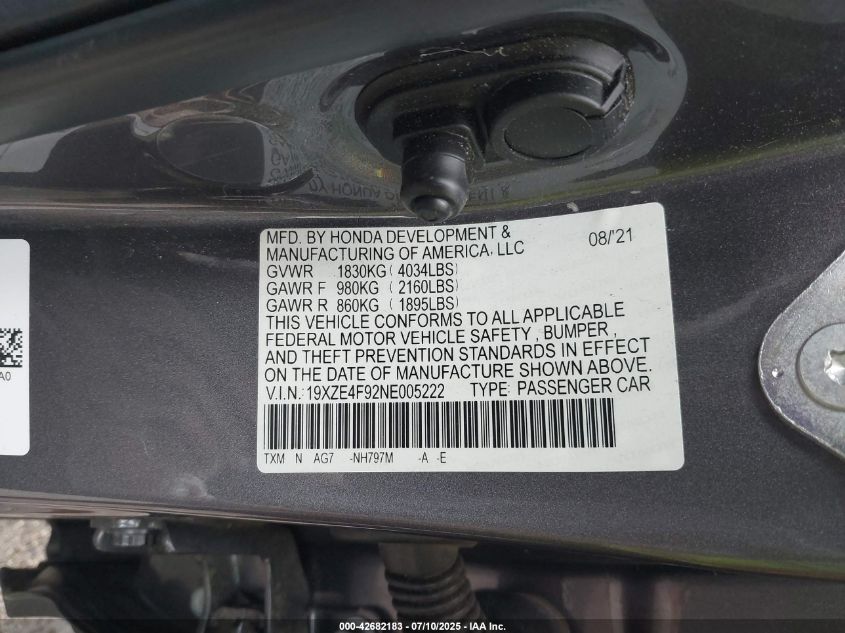 MFD. BY HONDA DEVELOPMENT &
MANUFACTURING OF AMERICA, LLC
08/'21
GVWR 1830KG ( 4034LBS)
GAWR F 980KG ( 2160LBS)
GAWR R 860KG ( 1895LBS)
THIS VEHICLE CONFORMS TO ALL APPLICABLE
FEDERAL MOTOR VEHICLE SAFETY , BUMPER ,
AND THEFT PREVENTION STANDARDS IN EFFECT
ON THE DATE OF MANUFACTURE SHOWN ABOVE.
V.I.N.: 19XZE4F92NE005222 TYPE: PASSENGER CAR
TXM N AG7 -NH797M -A -E
A0
000-42682183 - 07/10/2025 - IAA Inc.